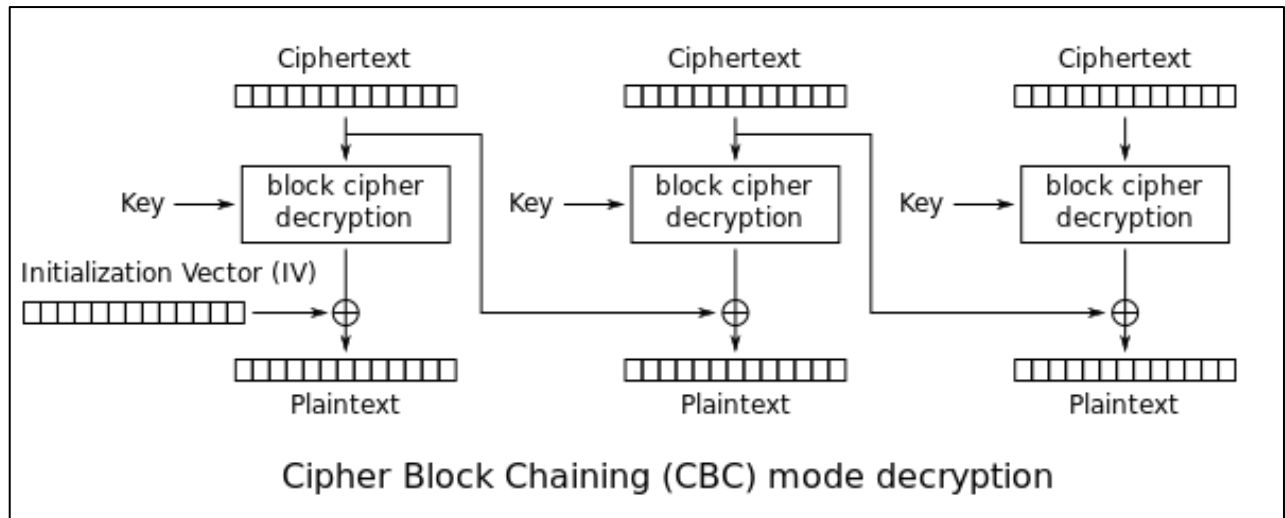 Ciphertext Ciphertext Ciphertext
Key block cipher decryption Key block cipher decryption Key block cipher decryption
Initialization Vector (IV)
Plaintext Plaintext Plaintext
Cipher Block Chaining (CBC) mode decryption